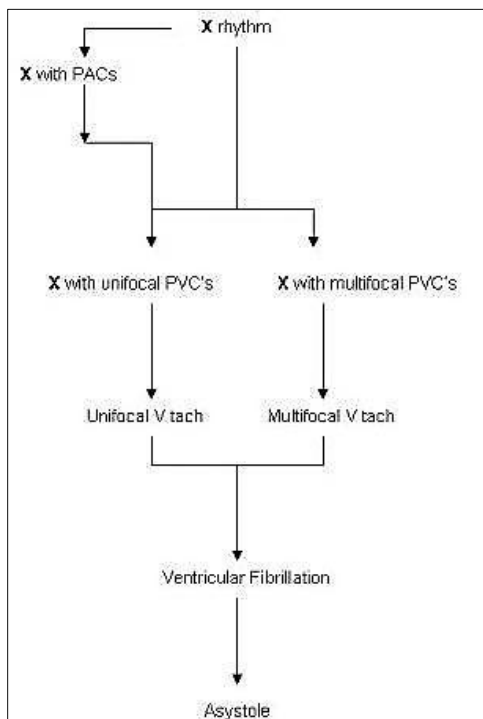 X rhythm
X with PACs
X with unifocal PVC's
X with multifocal PVC's
Unifocal V tach
Multifocal V tach
Ventricular Fibrillation
Asystole